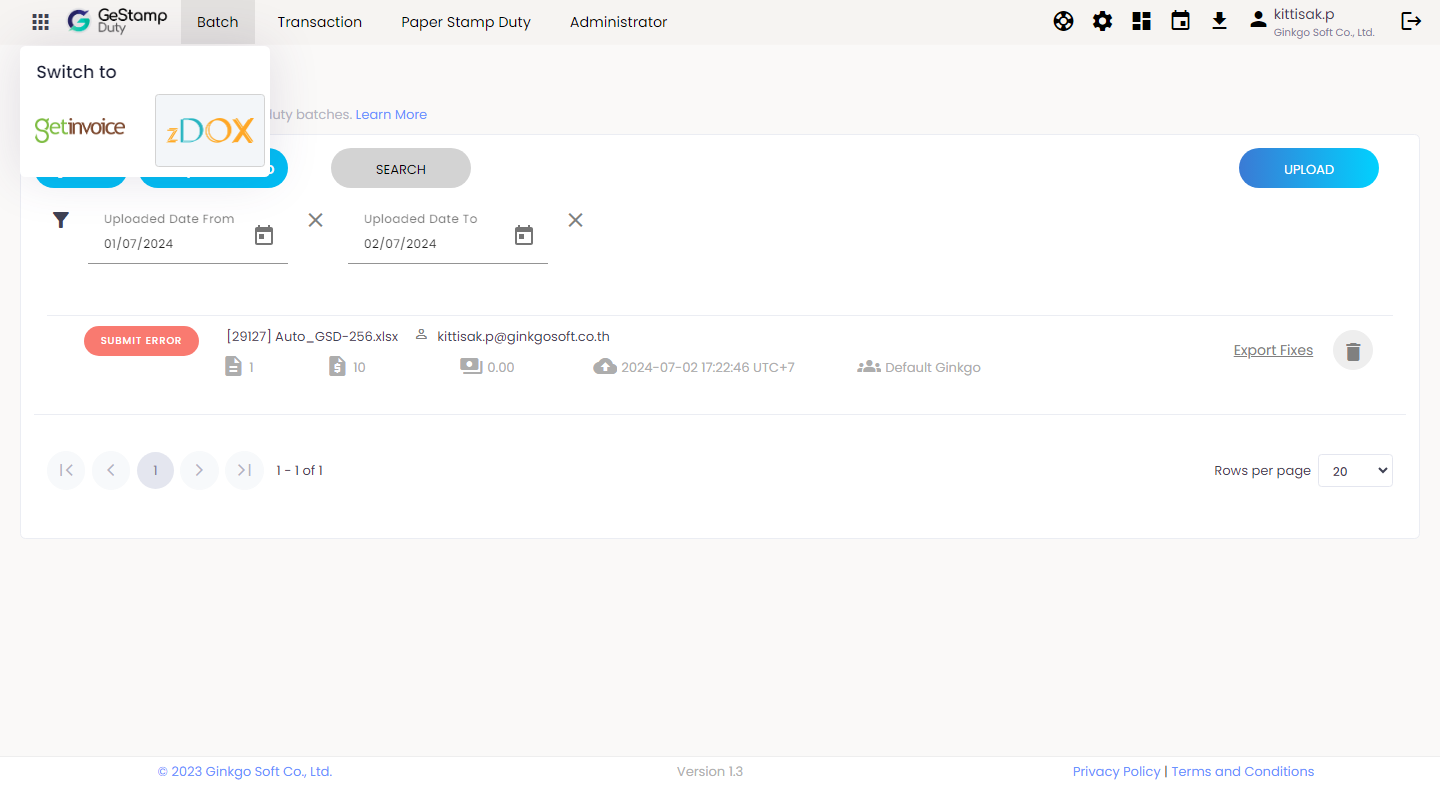 GeStamp Duty Batch Transaction Paper Stamp Duty Administrator kittisak.p
Ginkgo Soft Co., Ltd.
Switch to
getinvoice zDOX
duty batches. Learn More
SEARCH UPLOAD
Uploaded Date From Uploaded Date To
01/07/2024 02/07/2024
SUBMIT ERROR [29127] Auto_GSD-256.xlsx kittisak.p@ginkgosoft.co.th
Export Fixes
1 10 0.00 2024-07-02 17:22:46 UTC+7 Default Ginkgo
1 1 - 1 of 1 Rows per page 20
© 2023 Ginkgo Soft Co., Ltd. Version 1.3 Privacy Policy | Terms and Conditions